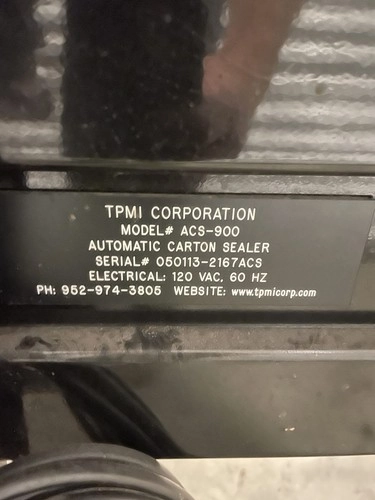 TPMI CORPORATION
MODEL# ACS-900
AUTOMATIC CARTON SEALER
SERIAL# 050113-2167ACS
ELECTRICAL: 120 VAC, 60 HZ
PH: 952-974-3805 WEBSITE: www.tpmicorp.com